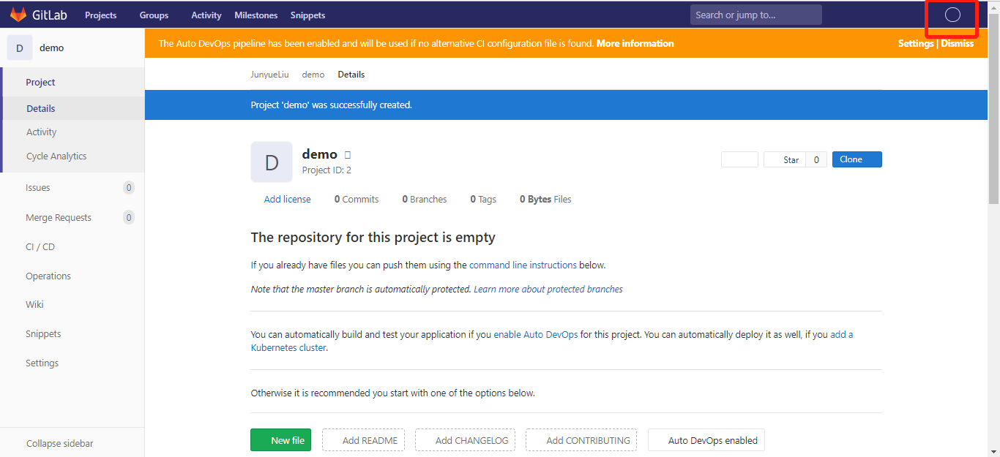 GitLab Projects Groups Activity Milestones Snippets Search or jump to...
D demo
The Auto DevOps pipeline has been enabled and will be used if no alternative CI configuration file is found. More information Settings | Dismiss
JunyueLiu demo Details
Project
Project 'demo' was successfully created.
Details
Activity
Cycle Analytics
Issues 0
Merge Requests 0
CI / CD
Operations
Wiki
Snippets
Settings
Collapse sidebar
D
demo
Project ID: 2
Star 0 Clone
Add license 0 Commits 0 Branches 0 Tags 0 Bytes Files
The repository for this project is empty
If you already have files you can push them using the command line instructions below.
Note that the master branch is automatically protected. Learn more about protected branches
You can automatically build and test your application if you enable Auto DevOps for this project. You can automatically deploy it as well, if you add a
Kubernetes cluster.
Otherwise it is recommended you start with one of the options below.
New file Add README Add CHANGELOG Add CONTRIBUTING Auto DevOps enabled